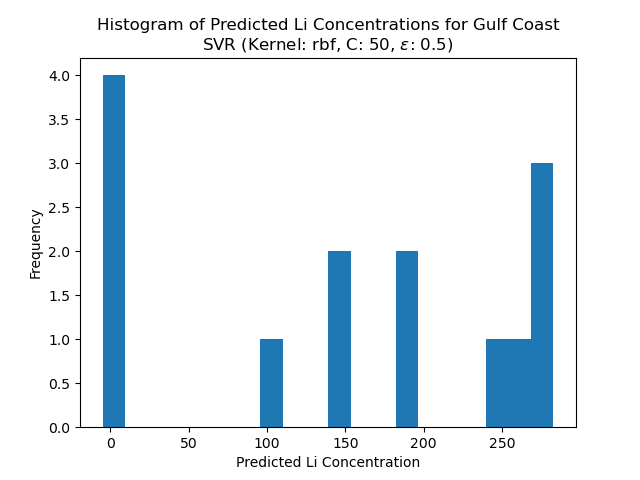 Histogram of Predicted Li Concentrations for Gulf Coast
SVR (Kernel: rbf, C: 50, ε: 0.5)
4.0
3.5
3.0
2.5
2.0
1.5
1.0
0.5
0.0
Frequency
0 50 100 150 200 250
Predicted Li Concentration